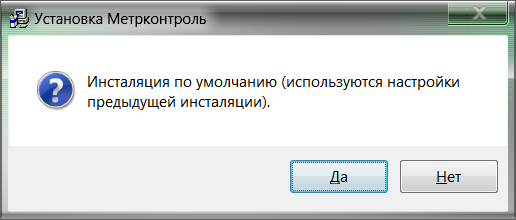 Установка Метрконтроль
Инсталяция по умолчанию (используются настройки
предыдущей инсталяции).
Да
Нет